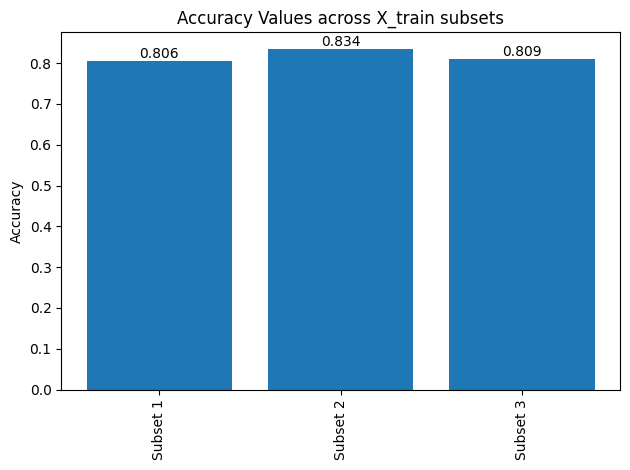 Accuracy Values across X_train subsets
0.806
0.834
0.809
Accuracy
0.8
0.7
0.6
0.5
0.4
0.3
0.2
0.1
0.0
Subset 1
Subset 2
Subset 3